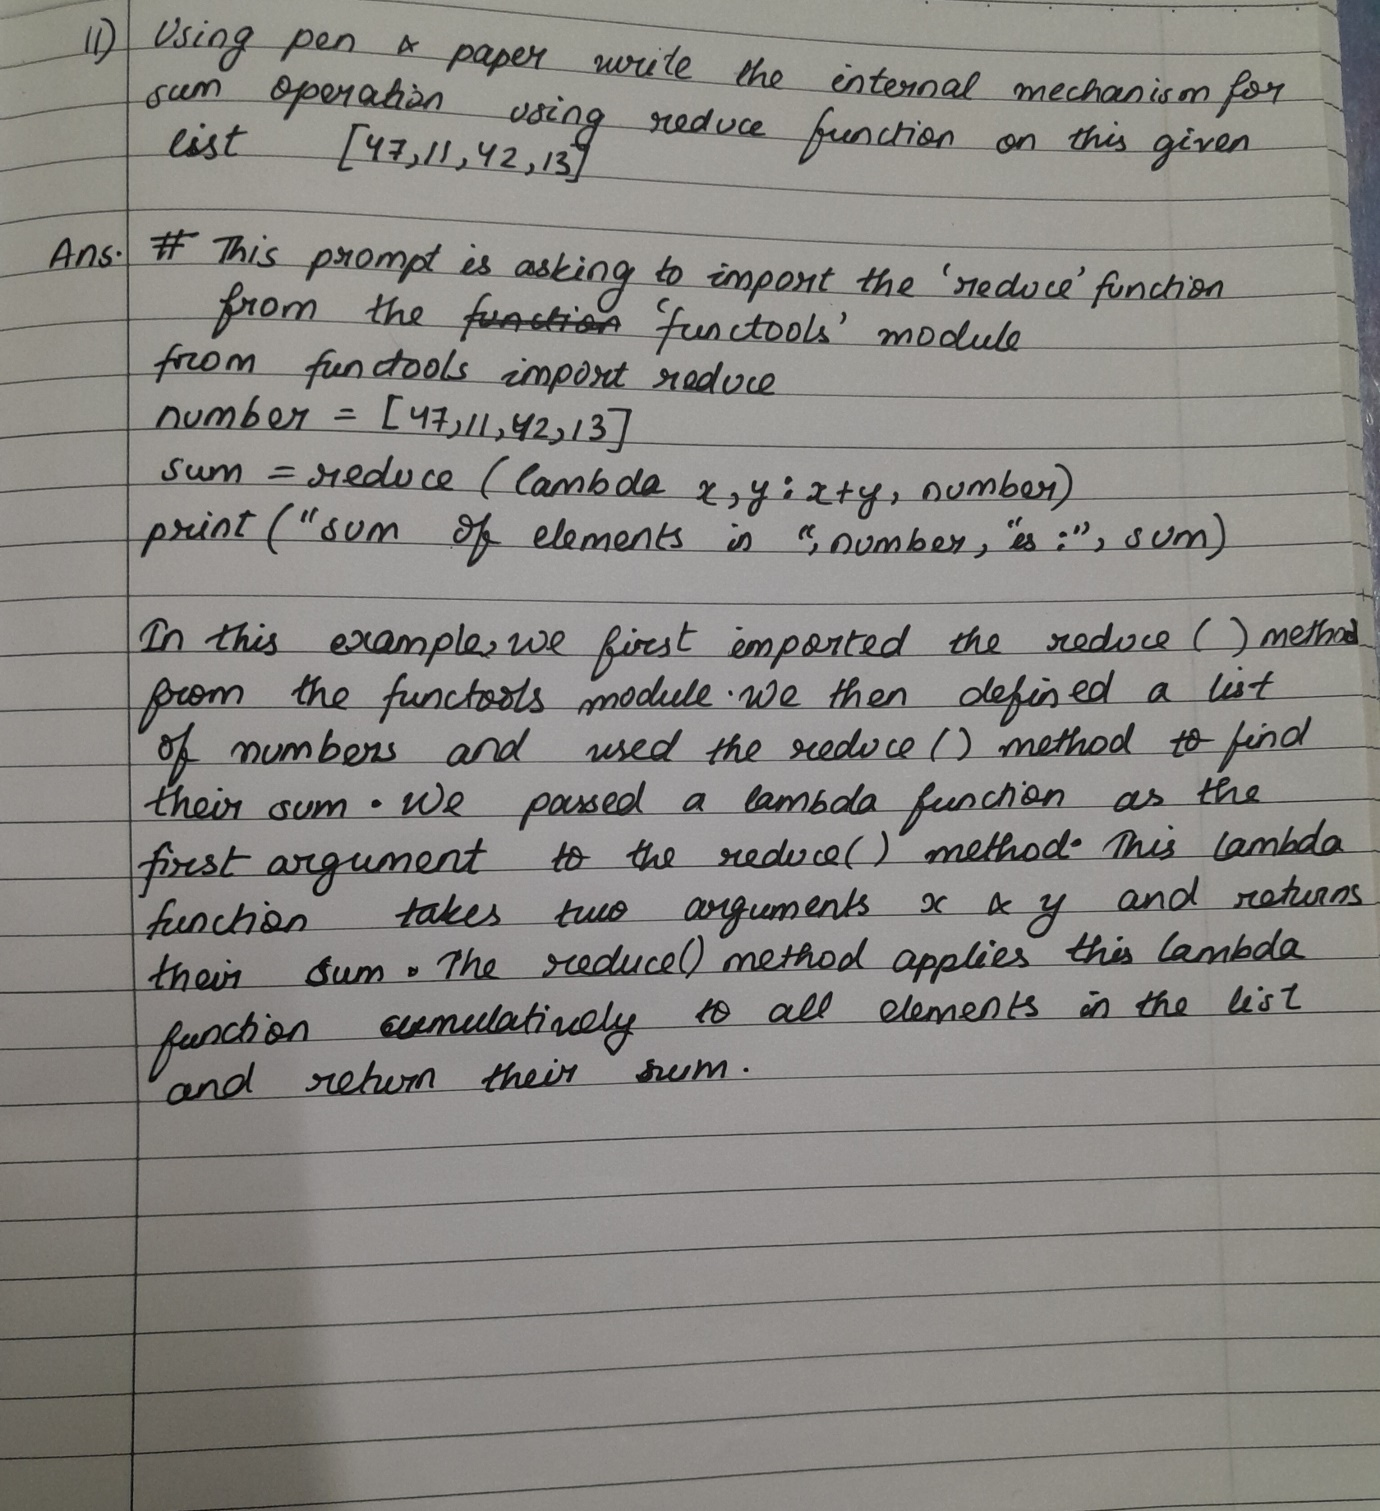 11) Using pen & paper write the internal mechanism for
sum operation using reduce function on this given
list [47,11,42,13]
Ans. # This prompt is asking to import the 'reduce' function
from the function 'functools' module
from functools import reduce
number = [47,11,42,13]
sum = reduce (lambda x,y: x+y, number)
print ("sum of elements in ", number, "is :", sum)
In this example, we first imported the reduce ( ) method
from the functools module. we then defined a list
of numbers and used the reduce () method to find
their sum. We passed a lambda function as the
first argument to the reduce() method. This lambda
function takes two arguments x & y and returns
their sum. The reduce() method applies this lambda
function cumulatively to all elements in the list
and return their sum.